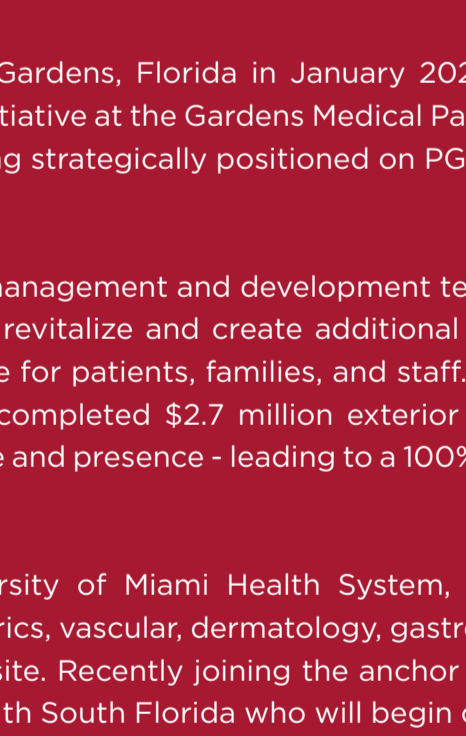 Gardens, Florida in January 202
tiative at the Gardens Medical Pa
g strategically positioned on PG
anagement and development te
revitalize and create additional
e for patients, families, and staff.
completed $2.7 million exterior
e and presence - leading to a 100%
rsity of Miami Health System,
rics, vascular, dermatology, gastr
site. Recently joining the anchor
th South Florida who will begin